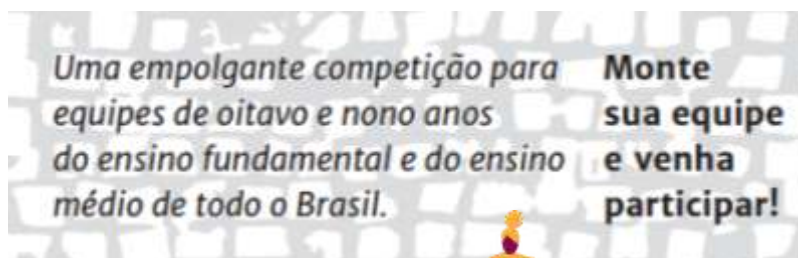 Uma empolgante competição para
equipes de oitavo e nono anos
do ensino fundamental e do ensino
médio de todo o Brasil.
Monte
sua equipe
e venha
participar!